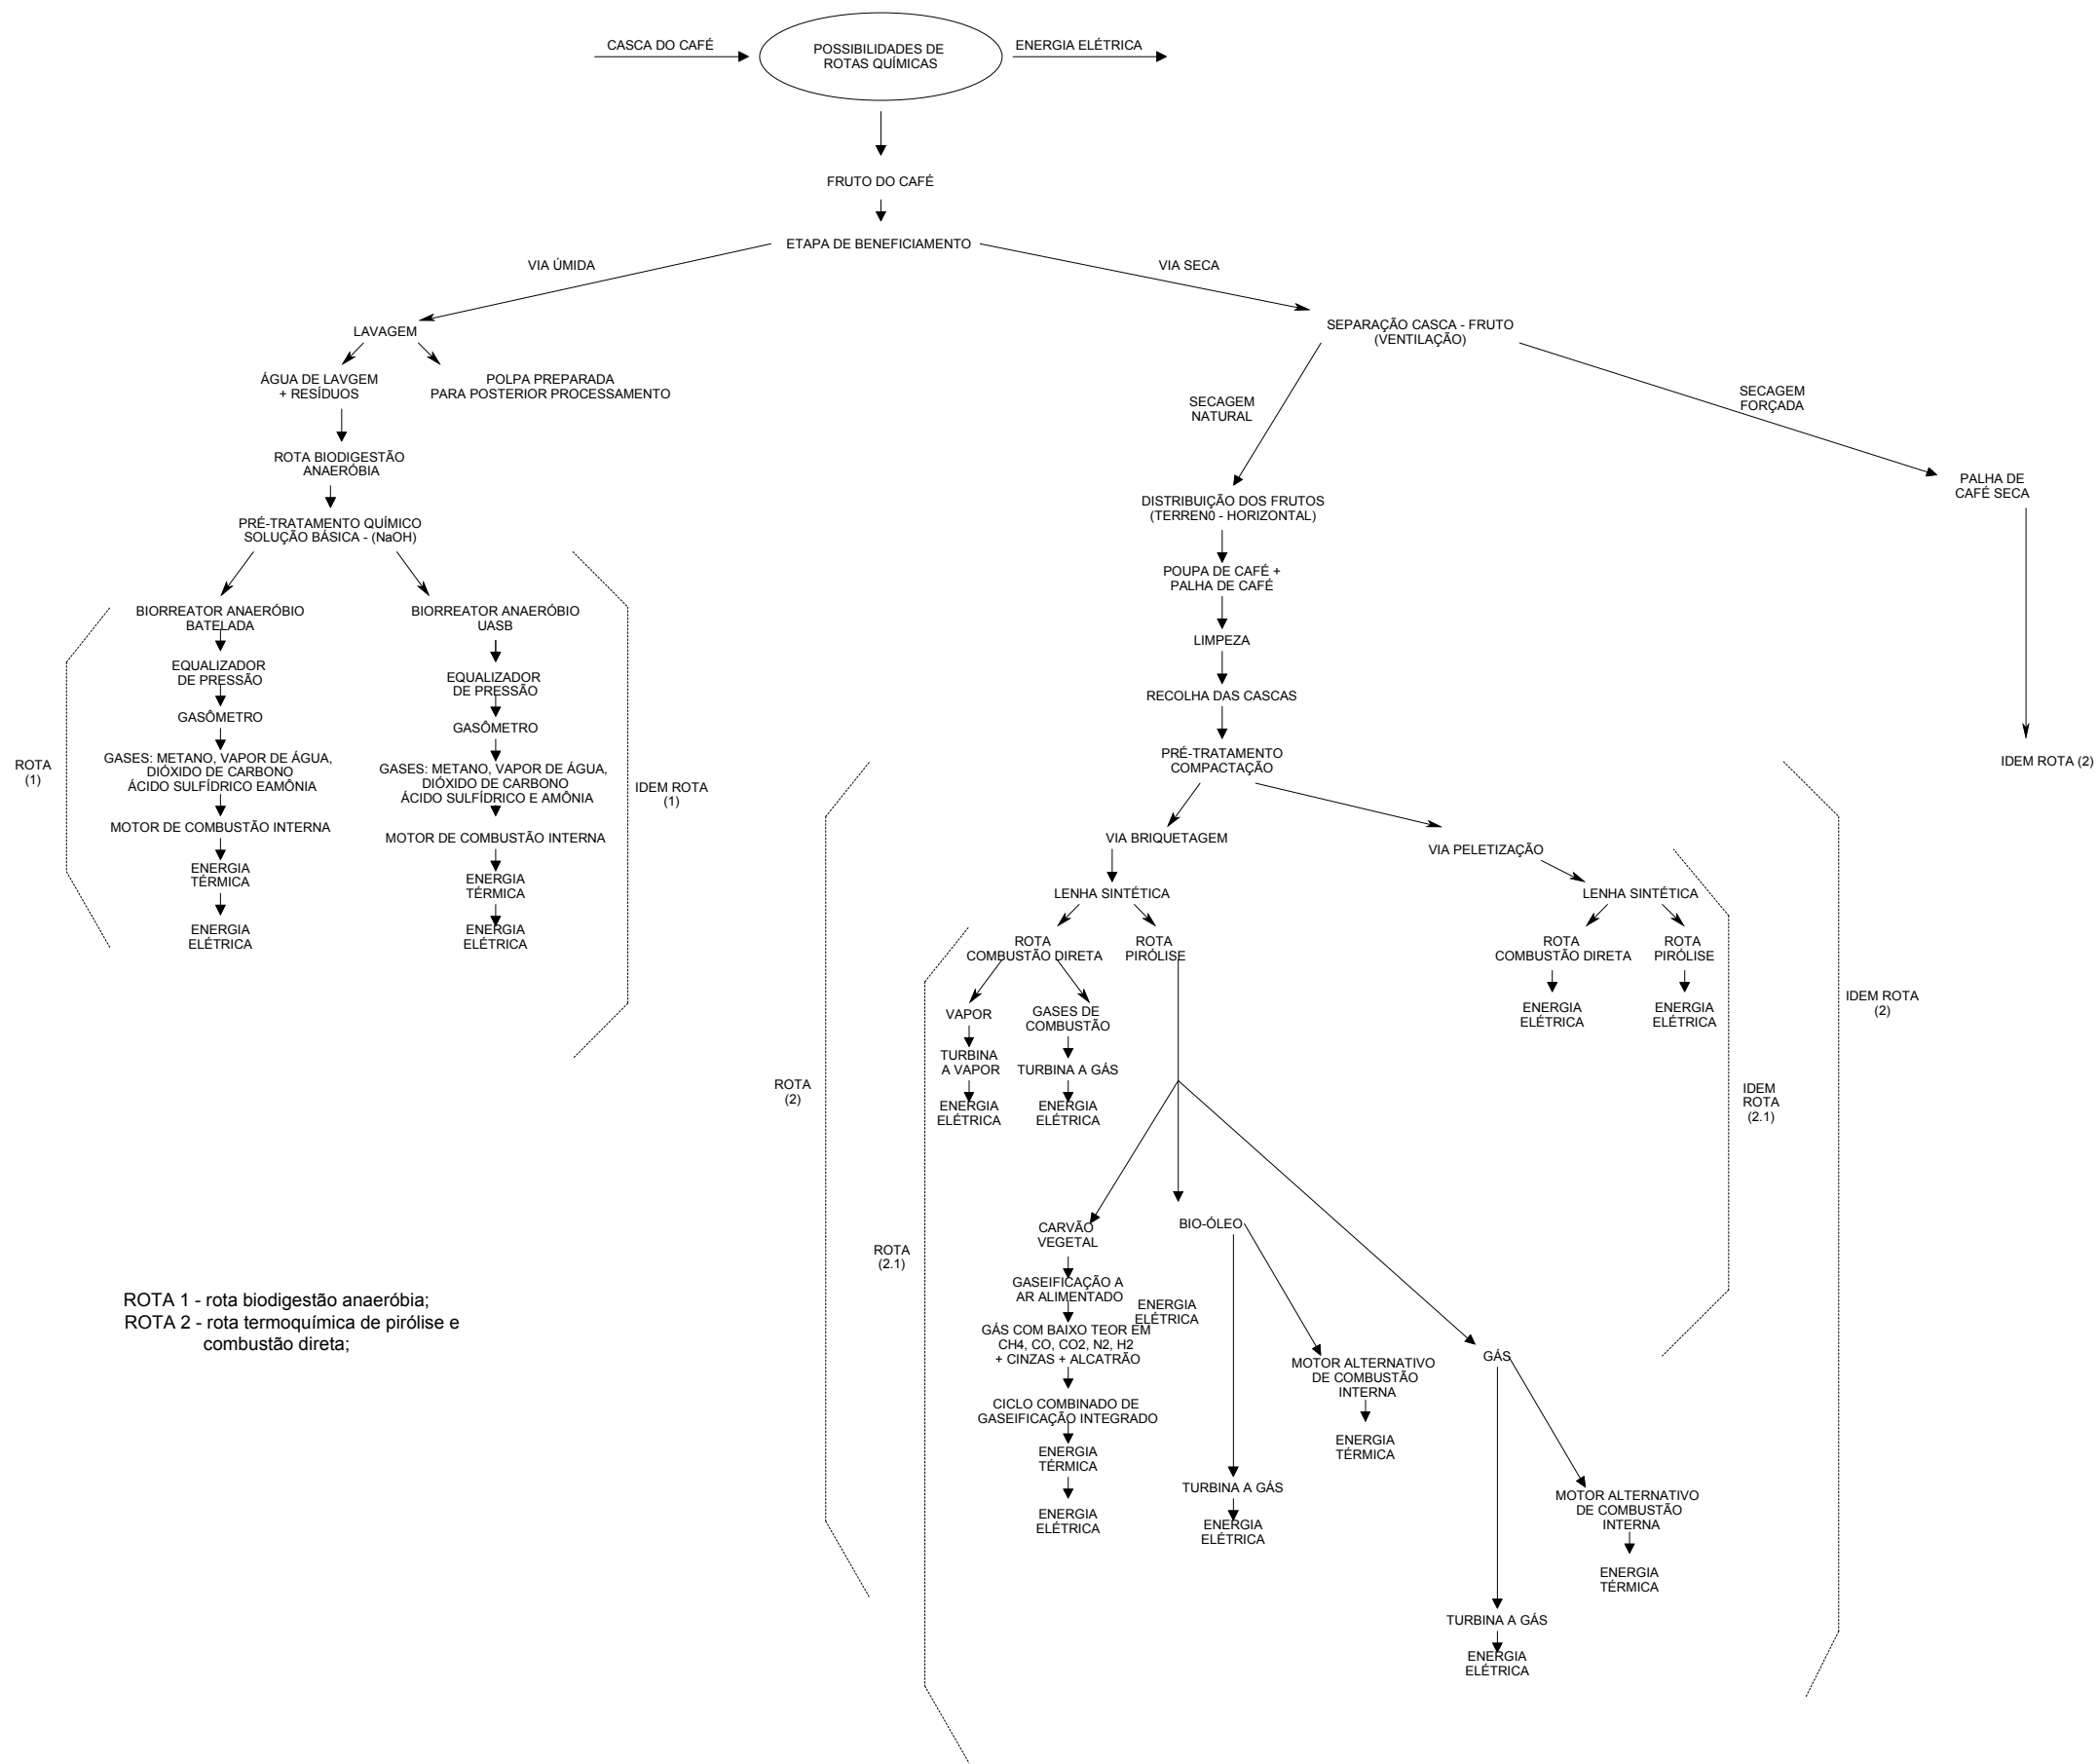 CASCA DO CAFÉ
POSSIBILIDADES DE
ROTAS QUÍMICAS
ENERGIA ELÉTRICA
FRUTO DO CAFÉ
ETAPA DE BENEFICIAMENTO
VIA ÚMIDA
VIA SECA
LAVAGEM
ÁGUA DE LAVGEM
+ RESÍDUOS
POLPA PREPARADA
PARA POSTERIOR PROCESSAMENTO
ROTA BIODIGESTÃO
ANAERÓBIA
PRÉ-TRATAMENTO QUÍMICO
SOLUÇÃO BÁSICA - (NaOH)
BIORREATOR ANAERÓBIO
BATELADA
EQUALIZADOR
DE PRESSÃO
GASÔMETRO
GASES: METANO, VAPOR DE ÁGUA,
DIÓXIDO DE CARBONO
ÁCIDO SULFÍDRICO EAMÔNIA
MOTOR DE COMBUSTÃO INTERNA
ENERGIA
TÉRMICA
ENERGIA
ELÉTRICA
ROTA
(1)
BIORREATOR ANAERÓBIO
UASB
EQUALIZADOR
DE PRESSÃO
GASÔMETRO
GASES: METANO, VAPOR DE ÁGUA,
DIÓXIDO DE CARBONO
ÁCIDO SULFÍDRICO E AMÔNIA
MOTOR DE COMBUSTÃO INTERNA
ENERGIA
TÉRMICA
ENERGIA
ELÉTRICA
IDEM ROTA
(1)
SEPARAÇÃO CASCA - FRUTO
(VENTILAÇÃO)
SECAGEM
NATURAL
SECAGEM
FORÇADA
DISTRIBUIÇÃO DOS FRUTOS
(TERREN0 - HORIZONTAL)
POUPA DE CAFÉ +
PALHA DE CAFÉ
LIMPEZA
RECOLHA DAS CASCAS
PRÉ-TRATAMENTO
COMPACTAÇÃO
PALHA DE
CAFÉ SECA
IDEM ROTA (2)
VIA BRIQUETAGEM
VIA PELETIZAÇÃO
LENHA SINTÉTICA
LENHA SINTÉTICA
ROTA
COMBUSTÃO DIRETA
ROTA
PIRÓLISE
ROTA
COMBUSTÃO DIRETA
ROTA
PIRÓLISE
ENERGIA
ELÉTRICA
ENERGIA
ELÉTRICA
VAPOR
TURBINA
A VAPOR
ENERGIA
ELÉTRICA
GASES DE
COMBUSTÃO
TURBINA A GÁS
ENERGIA
ELÉTRICA
ROTA
(2)
IDEM ROTA
(2)
IDEM
ROTA
(2.1)
ROTA
(2.1)
CARVÃO
VEGETAL
GASEIFICAÇÃO A
AR ALIMENTADO
ENERGIA
ELÉTRICA
GÁS COM BAIXO TEOR EM
CH4, CO, CO2, N2, H2
+ CINZAS + ALCATRÃO
CICLO COMBINADO DE
GASEIFICAÇÃO INTEGRADO
ENERGIA
TÉRMICA
ENERGIA
ELÉTRICA
BIO-ÓLEO
MOTOR ALTERNATIVO
DE COMBUSTÃO
INTERNA
ENERGIA
TÉRMICA
TURBINA A GÁS
ENERGIA
ELÉTRICA
GÁS
MOTOR ALTERNATIVO
DE COMBUSTÃO
INTERNA
ENERGIA
TÉRMICA
TURBINA A GÁS
ENERGIA
ELÉTRICA
ROTA 1 - rota biodigestão anaeróbia;
ROTA 2 - rota termoquímica de pirólise e
combustão direta;